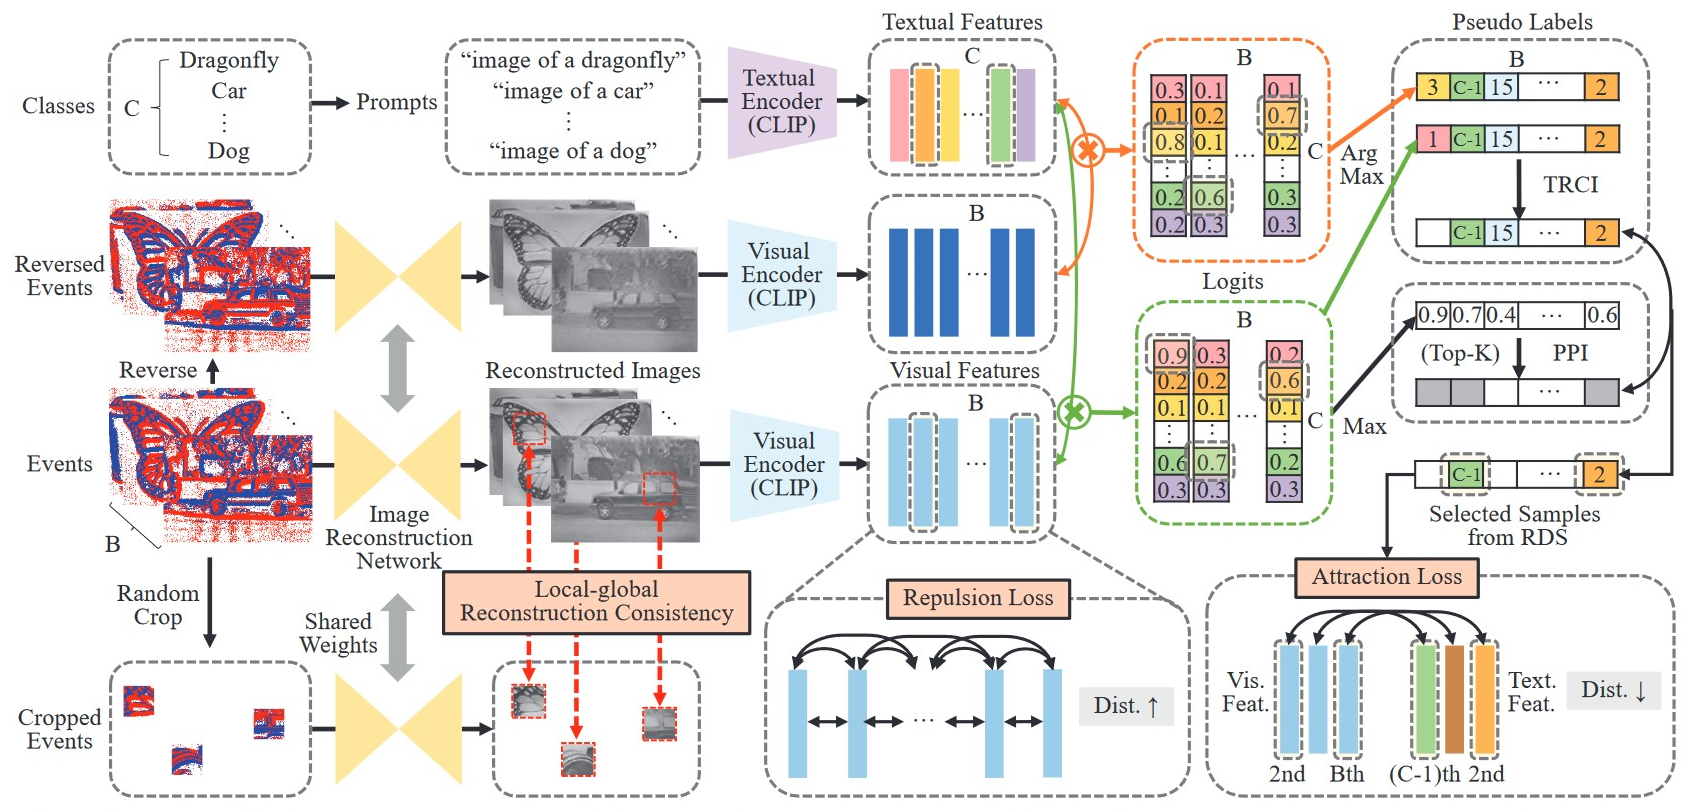 Textual Features
Pseudo Labels
Classes
C
Dragonfly
Car
⋮
Dog
Prompts
“image of a dragonfly”
“image of a car”
⋮
“image of a dog”
Textual
Encoder
(CLIP)
C
...
B
0.3 0.1 0.1
0.1 0.2 0.7
0.8 0.1 0.2
⋮ ⋮ ... ⋮
0.2 0.6 0.3
0.2 0.3 0.3
C
Arg
Max
B
3 C-1 15 ... 2
1 C-1 15 ... 2
TRCI
C-1 15 ... 2
Reversed
Events
Visual
Encoder
(CLIP)
B
...
Logits
Reverse
Reconstructed Images
Visual Features
B
0.9 0.3 0.2
0.2 0.2 0.6
0.1 0.1 0.1
⋮ ⋮ ... ⋮
0.6 0.7 0.2
0.3 0.3 0.3
C
Max
0.9 0.7 0.4 ... 0.6
(Top-K) PPI
...
Events
B
Image
Reconstruction
Network
Visual
Encoder
(CLIP)
B
...
C-1 ... 2
Selected Samples
from RDS
Random
Crop
Shared
Weights
Local-global
Reconstruction Consistency
Repulsion Loss
Attraction Loss
Cropped
Events
...
Dist. ↑
Vis.
Feat.
Text.
Feat.
Dist. ↓
2nd Bth (C-1)th 2nd